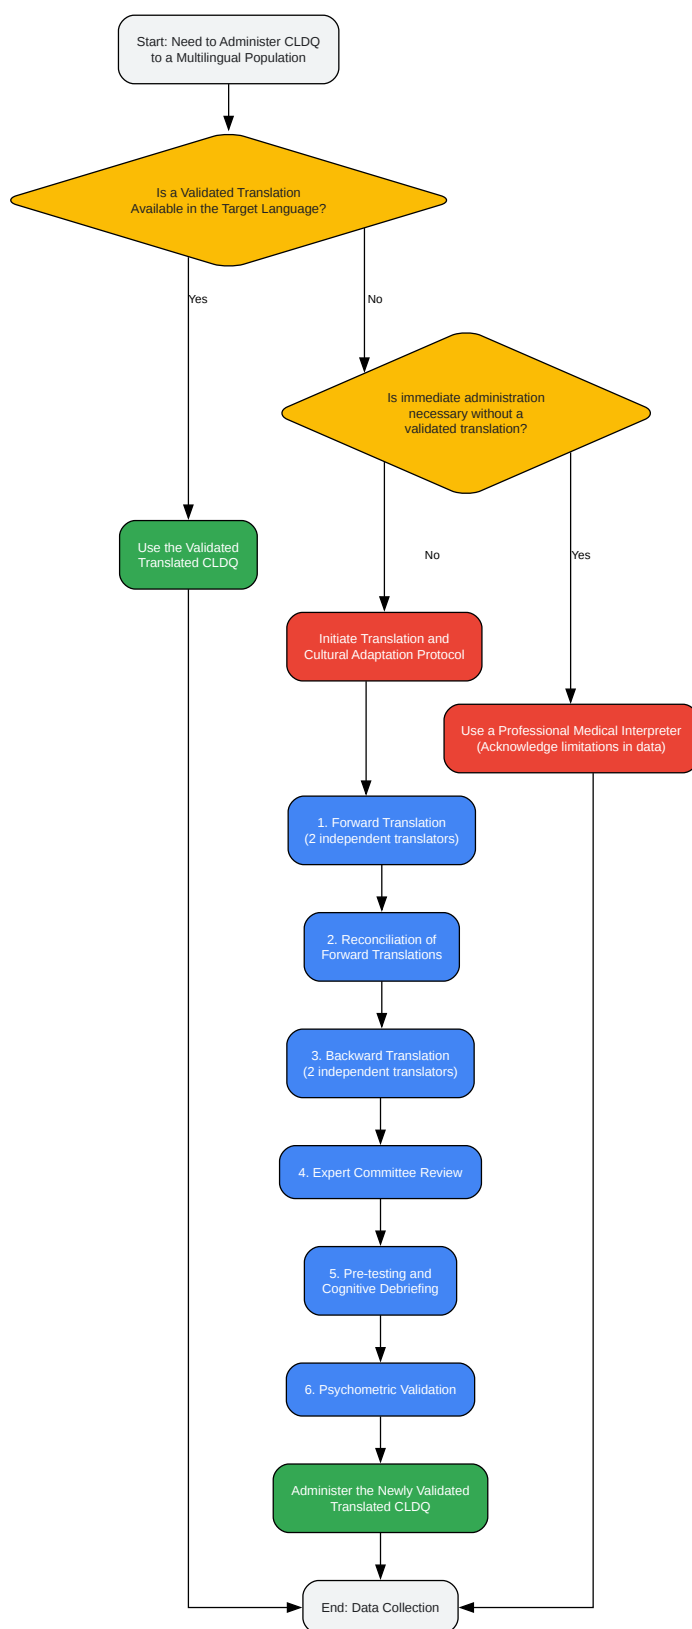 Start: Need to Administer CLDQ
to a Multilingual Population
Is a Validated Translation
Available in the Target Language?
Yes
No
Is immediate administration
necessary without a
validated translation?
Use the Validated
Translated CLDQ
No
Yes
Initiate Translation and
Cultural Adaptation Protocol
Use a Professional Medical Interpreter
(Acknowledge limitations in data)
1. Forward Translation
(2 independent translators)
2. Reconciliation of
Forward Translations
3. Backward Translation
(2 independent translators)
4. Expert Committee Review
5. Pre-testing and
Cognitive Debriefing
6. Psychometric Validation
Administer the Newly Validated
Translated CLDQ
End: Data Collection